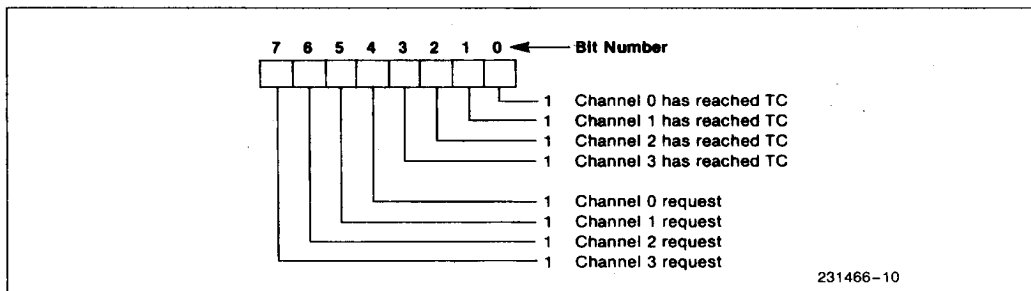 7 6 5 4 3 2 1 0 Bit Number
1 Channel 0 has reached TC
1 Channel 1 has reached TC
1 Channel 2 has reached TC
1 Channel 3 has reached TC
1 Channel 0 request
1 Channel 1 request
1 Channel 2 request
1 Channel 3 request
231466–10